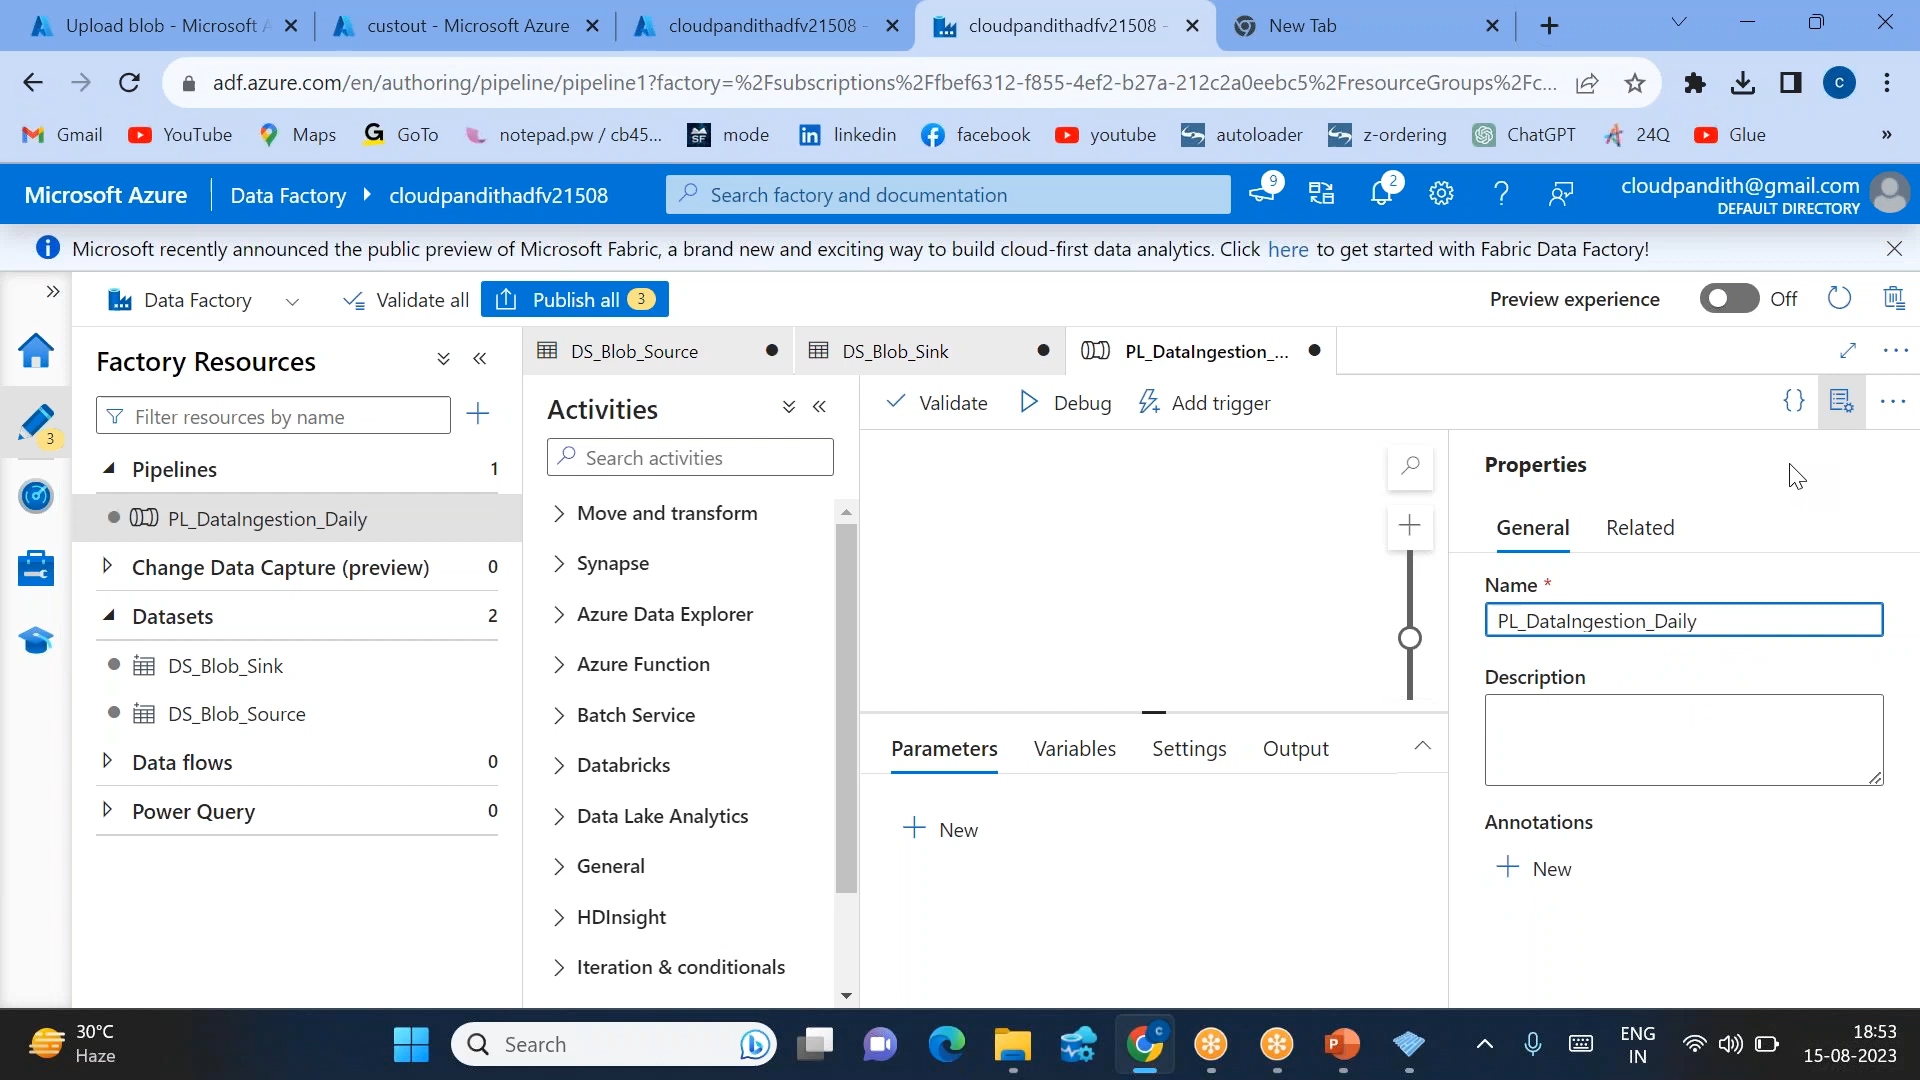 Upload blob - Microsoft A
custout - Microsoft Azure
cloudpandithadfv21508 -
cloudpandithadfv21508 -
New Tab
adf.azure.com/en/authoring/pipeline/pipeline1?factory=%2Fsubscriptions%2Ffbef6312-f855-4ef2-b27a-212c2a0eebc5%2FresourceGroups%2Fc...
C
Gmail
YouTube
Maps
GoTo
notepad.pw / cb45...
mode
linkedin
facebook
youtube
autoloader
z-ordering
ChatGPT
24Q
Glue
»
Microsoft Azure
Data Factory
cloudpandithadfv21508
Search factory and documentation
9
2
cloudpandith@gmail.com
DEFAULT DIRECTORY
Microsoft recently announced the public preview of Microsoft Fabric, a brand new and exciting way to build cloud-first data analytics. Click here to get started with Fabric Data Factory!
Data Factory
Validate all
Publish all 3
Preview experience
Off
3
Factory Resources
Filter resources by name
Pipelines 1
PL_DataIngestion_Daily
Change Data Capture (preview) 0
Datasets 2
DS_Blob_Sink
DS_Blob_Source
Data flows 0
Power Query 0
DS_Blob_Source
DS_Blob_Sink
PL_DataIngestion_...
Activities
Search activities
Move and transform
Synapse
Azure Data Explorer
Azure Function
Batch Service
Databricks
Data Lake Analytics
General
HDInsight
Iteration & conditionals
Validate
Debug
Add trigger
{}
Parameters
Variables
Settings
Output
New
Properties
General
Related
Name *
PL_DataIngestion_Daily
Description
Annotations
New
30°C
Haze
Search
C
P
ENG
IN
18:53
15-08-2023